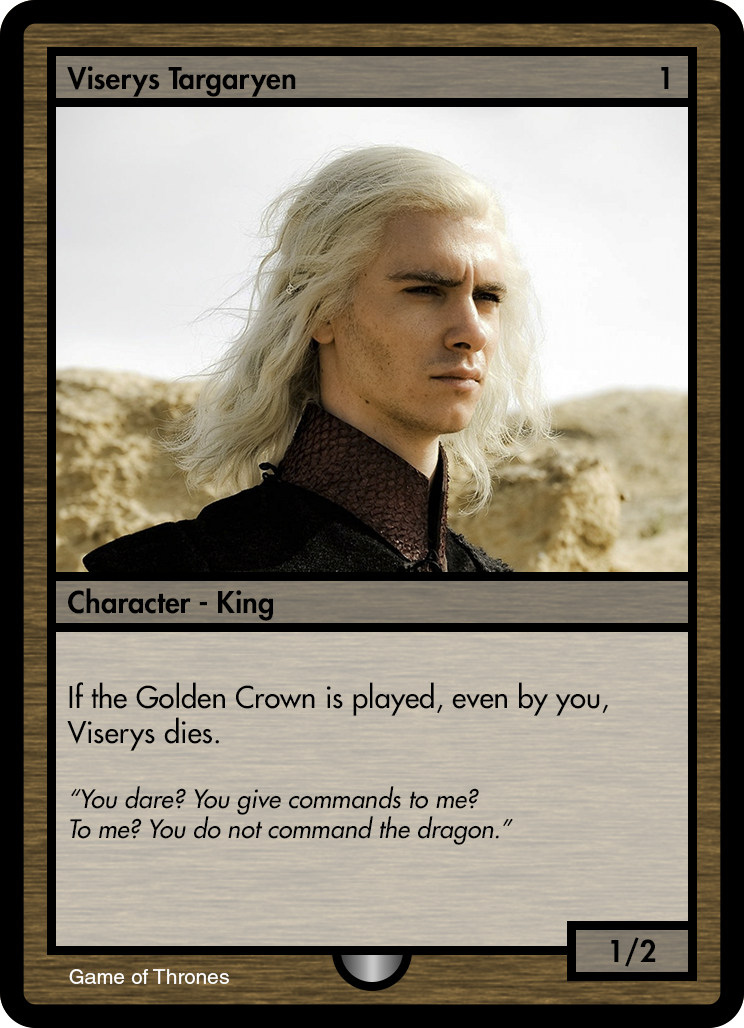 Viserys Targaryen 1
Character - King
If the Golden Crown is played, even by you,
Viserys dies.
“You dare? You give commands to me?
To me? You do not command the dragon.”
1/2
Game of Thrones